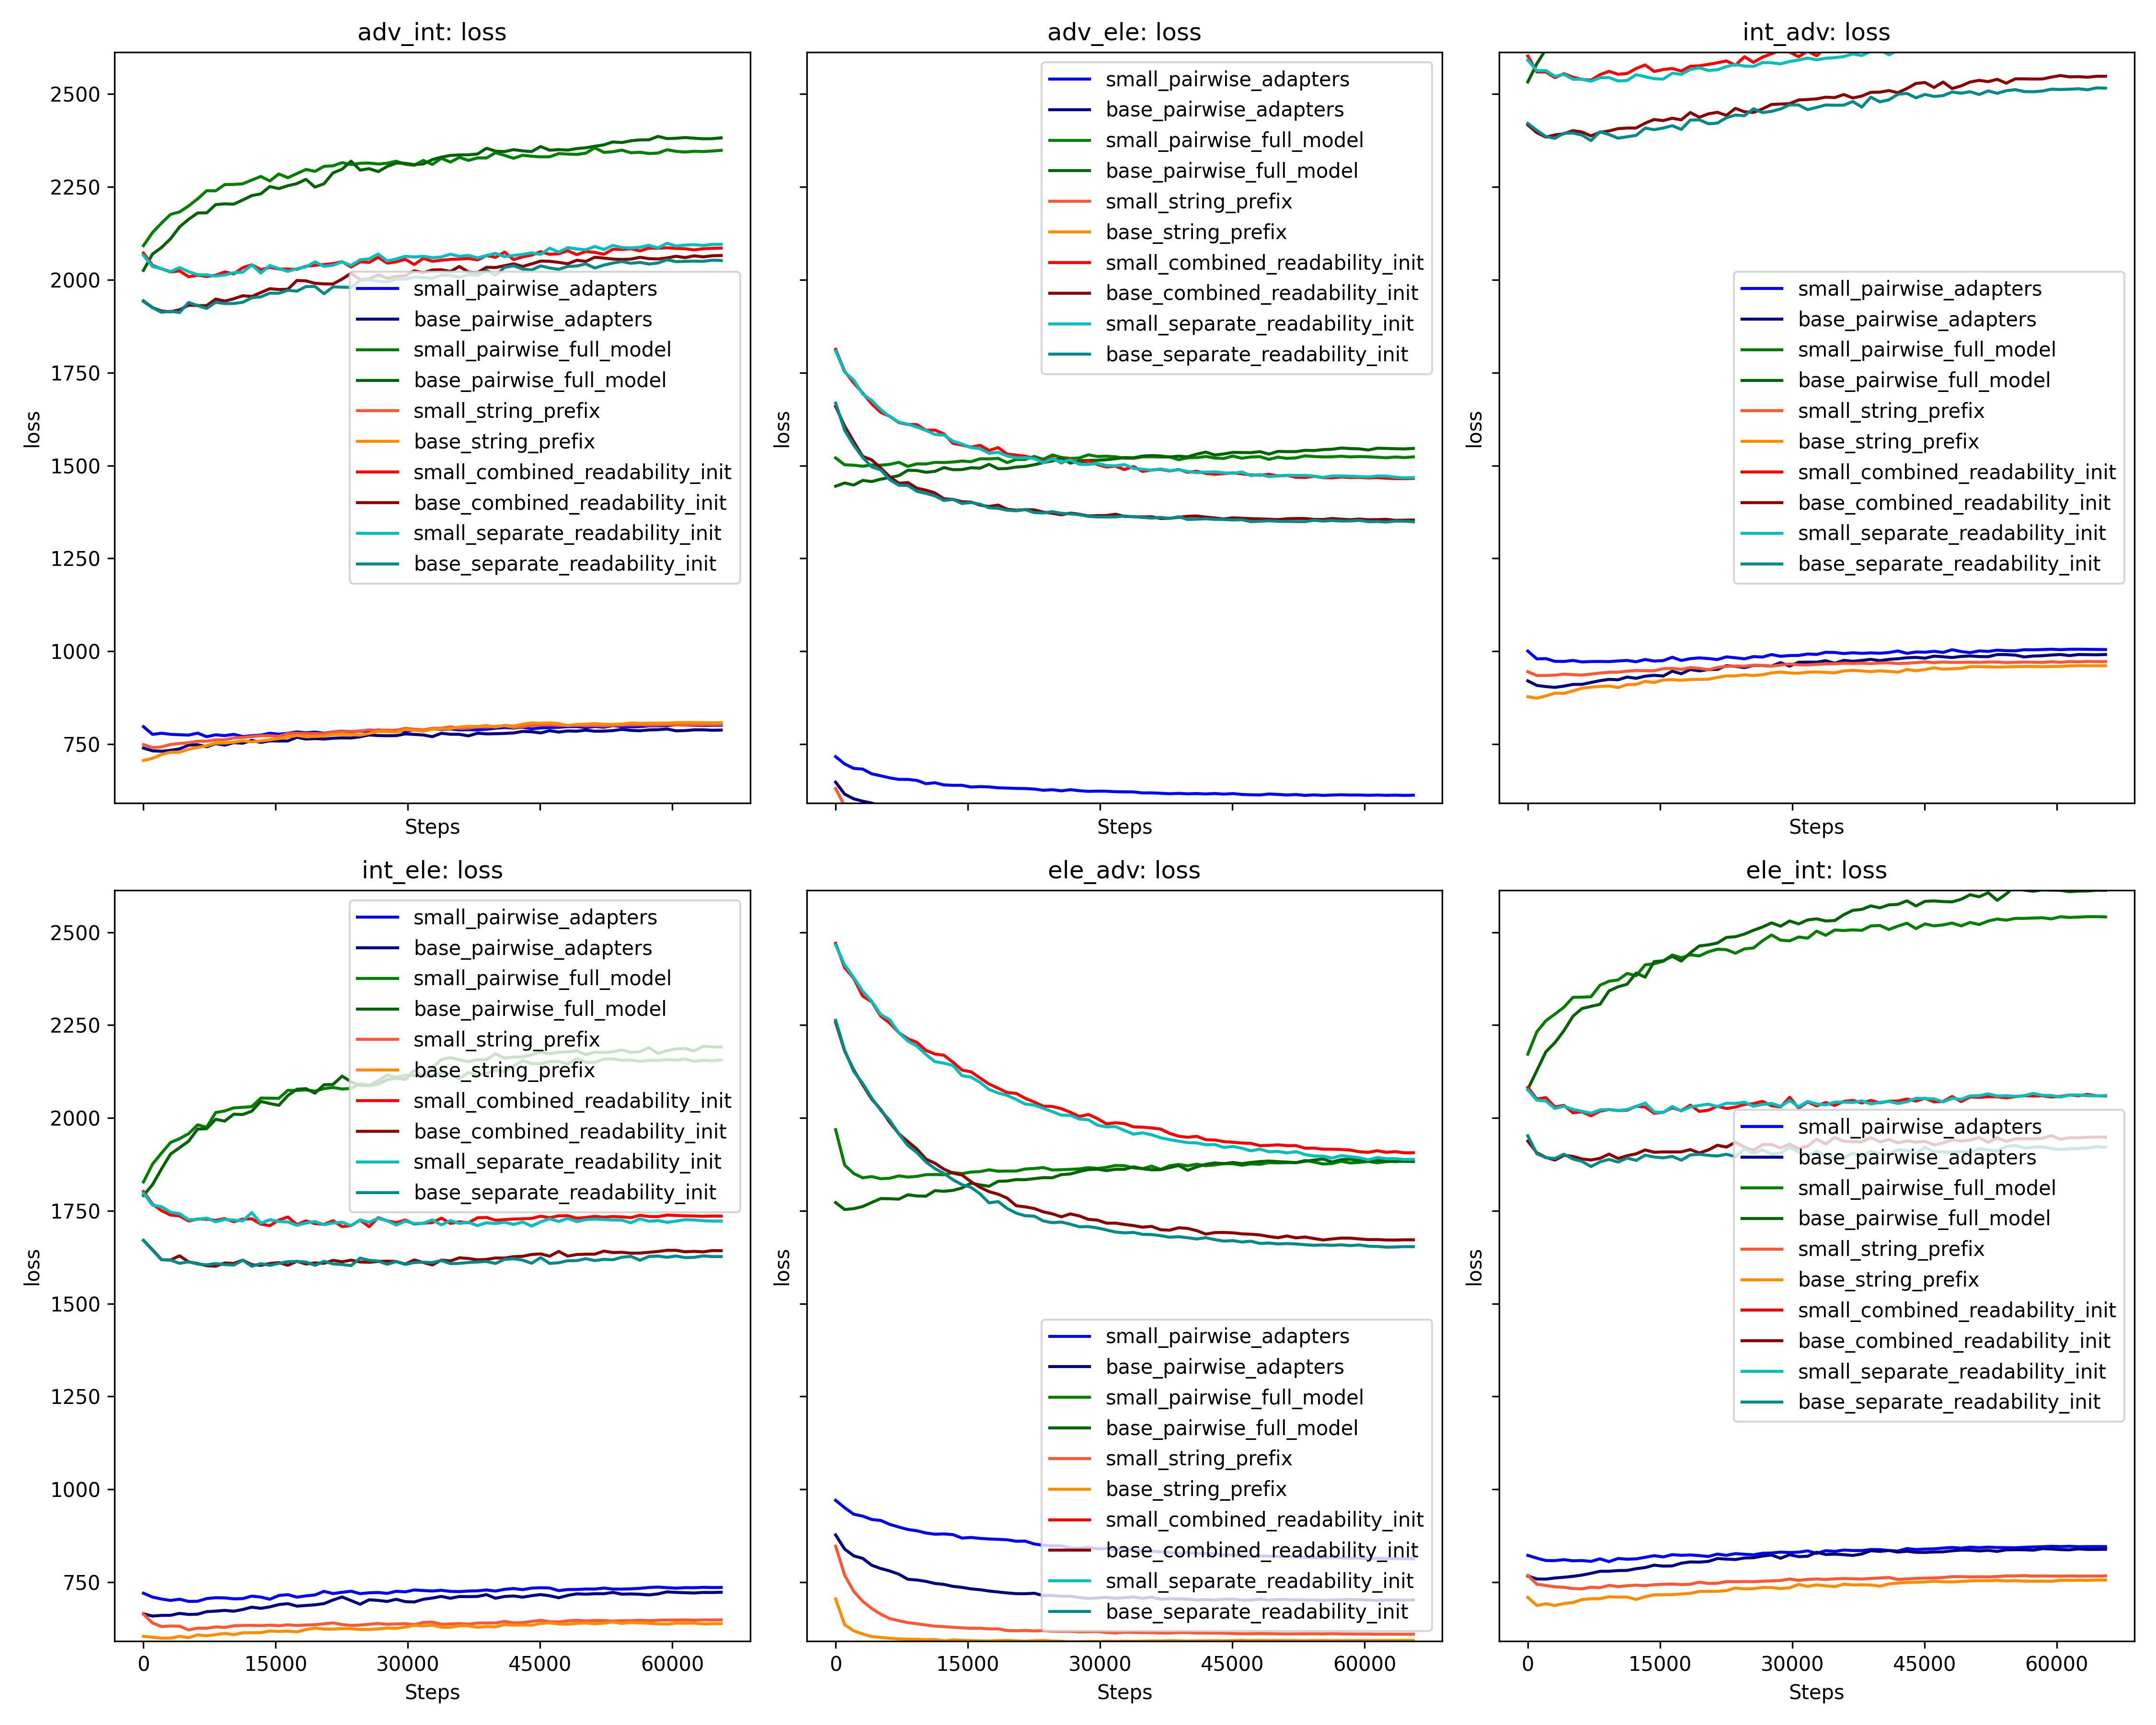 adv_int: loss
2500
2250
2000
1750
1500
1250
1000
750
loss
Steps
small_pairwise_adapters
base_pairwise_adapters
small_pairwise_full_model
base_pairwise_full_model
small_string_prefix
base_string_prefix
small_combined_readability_init
base_combined_readability_init
small_separate_readability_init
base_separate_readability_init
adv_ele: loss
loss
Steps
small_pairwise_adapters
base_pairwise_adapters
small_pairwise_full_model
base_pairwise_full_model
small_string_prefix
base_string_prefix
small_combined_readability_init
base_combined_readability_init
small_separate_readability_init
base_separate_readability_init
int_adv: loss
loss
Steps
small_pairwise_adapters
base_pairwise_adapters
small_pairwise_full_model
base_pairwise_full_model
small_string_prefix
base_string_prefix
small_combined_readability_init
base_combined_readability_init
small_separate_readability_init
base_separate_readability_init
int_ele: loss
2500
2250
2000
1750
1500
1250
1000
750
loss
0 15000 30000 45000 60000
Steps
small_pairwise_adapters
base_pairwise_adapters
small_pairwise_full_model
base_pairwise_full_model
small_string_prefix
base_string_prefix
small_combined_readability_init
base_combined_readability_init
small_separate_readability_init
base_separate_readability_init
ele_adv: loss
loss
0 15000 30000 45000 60000
Steps
small_pairwise_adapters
base_pairwise_adapters
small_pairwise_full_model
base_pairwise_full_model
small_string_prefix
base_string_prefix
small_combined_readability_init
base_combined_readability_init
small_separate_readability_init
base_separate_readability_init
ele_int: loss
loss
0 15000 30000 45000 60000
Steps
small_pairwise_adapters
base_pairwise_adapters
small_pairwise_full_model
base_pairwise_full_model
small_string_prefix
base_string_prefix
small_combined_readability_init
base_combined_readability_init
small_separate_readability_init
base_separate_readability_init